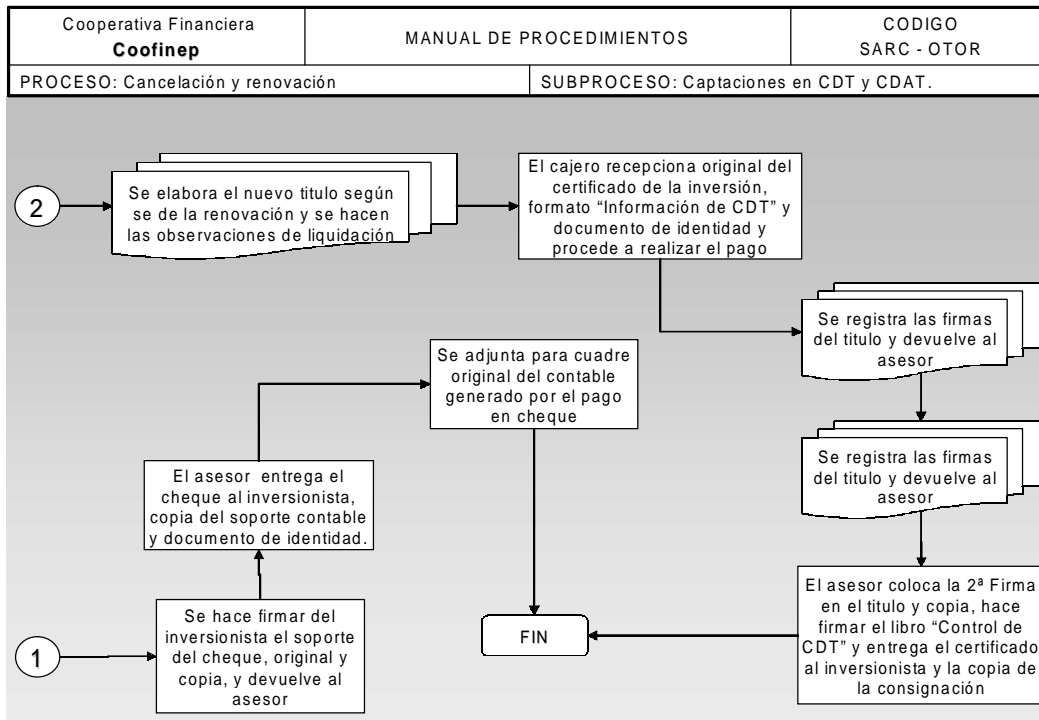 Cooperativa Financiera
Coofinep
MANUAL DE PROCEDIMIENTOS
CODIGO
SARC - OTOR
PROCESO: Cancelación y renovación
SUBPROCESO: Captaciones en CDT y CDAT.
2
Se elabora el nuevo titulo según
se de la renovación y se hacen
las observaciones de liquidación
El cajero recepciona original del
certificado de la inversión,
formato “Información de CDT” y
documento de identidad y
procede a realizar el pago
Se registra las firmas
del titulo y devuelve al
asesor
Se adjunta para cuadre
original del contable
generado por el pago
en cheque
Se registra las firmas
del titulo y devuelve al
asesor
El asesor entrega el
cheque al inversionista,
copia del soporte contable
y documento de identidad.
El asesor coloca la 2ª Firma
en el titulo y copia, hace
firmar el libro “Control de
CDT” y entrega el certificado
al inversionista y la copia de
la consignación
1
Se hace firmar del
inversionista el soporte
del cheque, original y
copia, y devuelve al
asesor
FIN